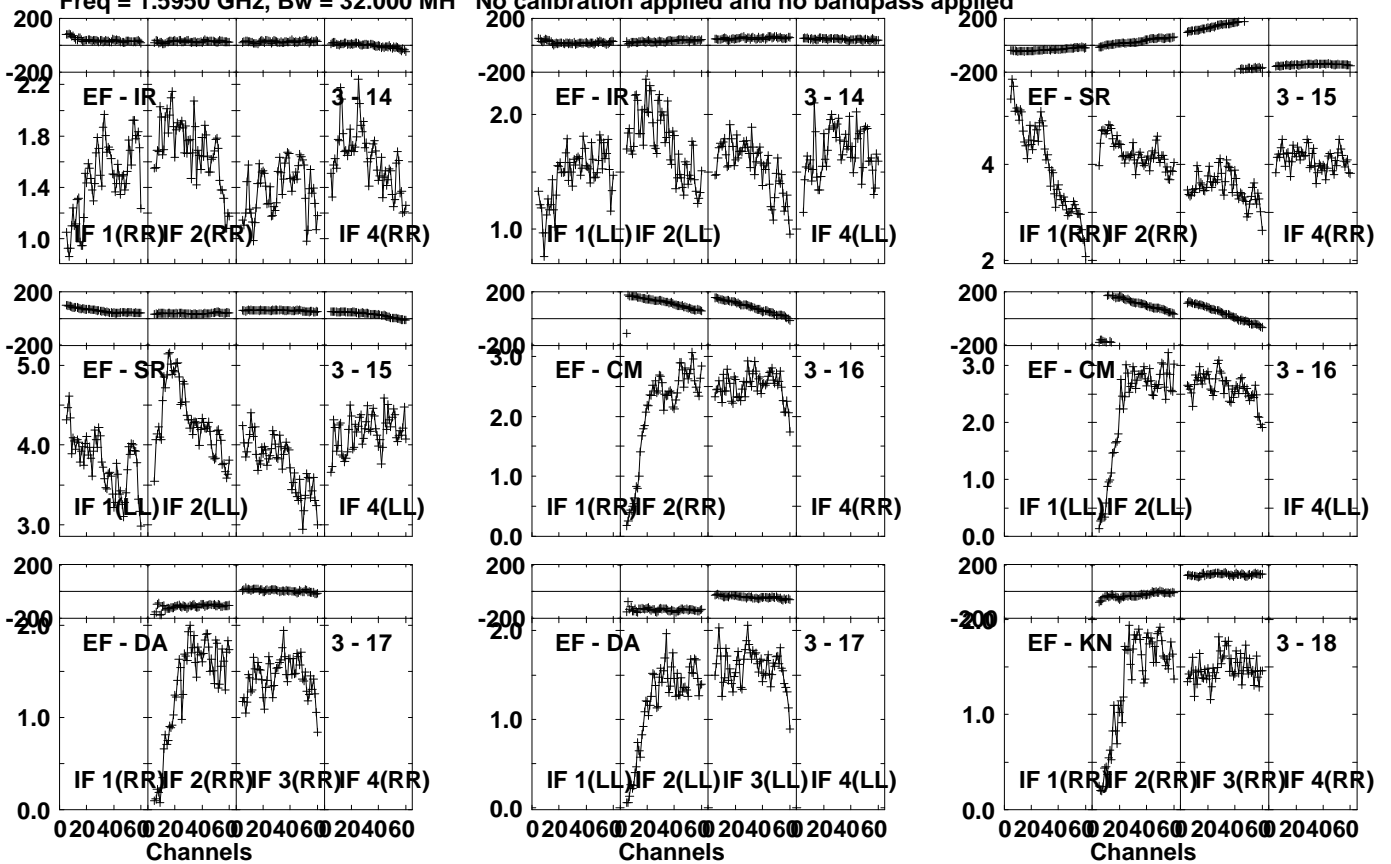 Freq = 1.5950 GHz, Bw = 32.000 MH No calibration applied and no bandpass applied
200 200 200
-200 -200 -200
2.2 EF - IR 3 - 14 EF - IR 3 - 14 EF - SR 3 - 15
1.8 2.0
1.4 4
1.0 IF 1(RR) IF 2(RR) IF 4(RR) 1.0 IF 1(LL) IF 2(LL) IF 4(LL) IF 1(RR) IF 2(RR) IF 4(RR)
2
200 200 200
-200 -200 -200
5.0 EF - SR 3 - 15 3.0 EF - CM 3 - 16 3.0 EF - CM 3 - 16
4.0 2.0 2.0
1.0 1.0
3.0 IF 1(LL) IF 2(LL) IF 4(LL) IF 1(RR) IF 2(RR) IF 4(RR) IF 1(LL) IF 2(LL) IF 4(LL)
0.0 0.0
200 200 200
-200 -200 -200
2.0 EF - DA 3 - 17 2.0 EF - DA 3 - 17 2.0 EF - KN 3 - 18
1.0 1.0 1.0
IF 1(RR) IF 2(RR) IF 3(RR) IF 4(RR) IF 1(LL) IF 2(LL) IF 3(LL) IF 4(LL) IF 1(RR) IF 2(RR) IF 3(RR) IF 4(RR)
0.0 0.0 0.0
0 20 40 60 0 20 40 60 0 20 40 60 0 20 40 60 0 20 40 60 0 20 40 60 0 20 40 60 0 20 40 60 0 20 40 60 0 20 40 60 0 20 40 60 0 20 40 60
Channels Channels Channels